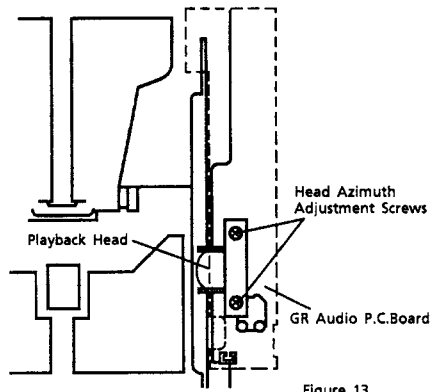 Head Azimuth
Adjustment Screws
Playback Head
GR Audio P.C.Board
Figure 13